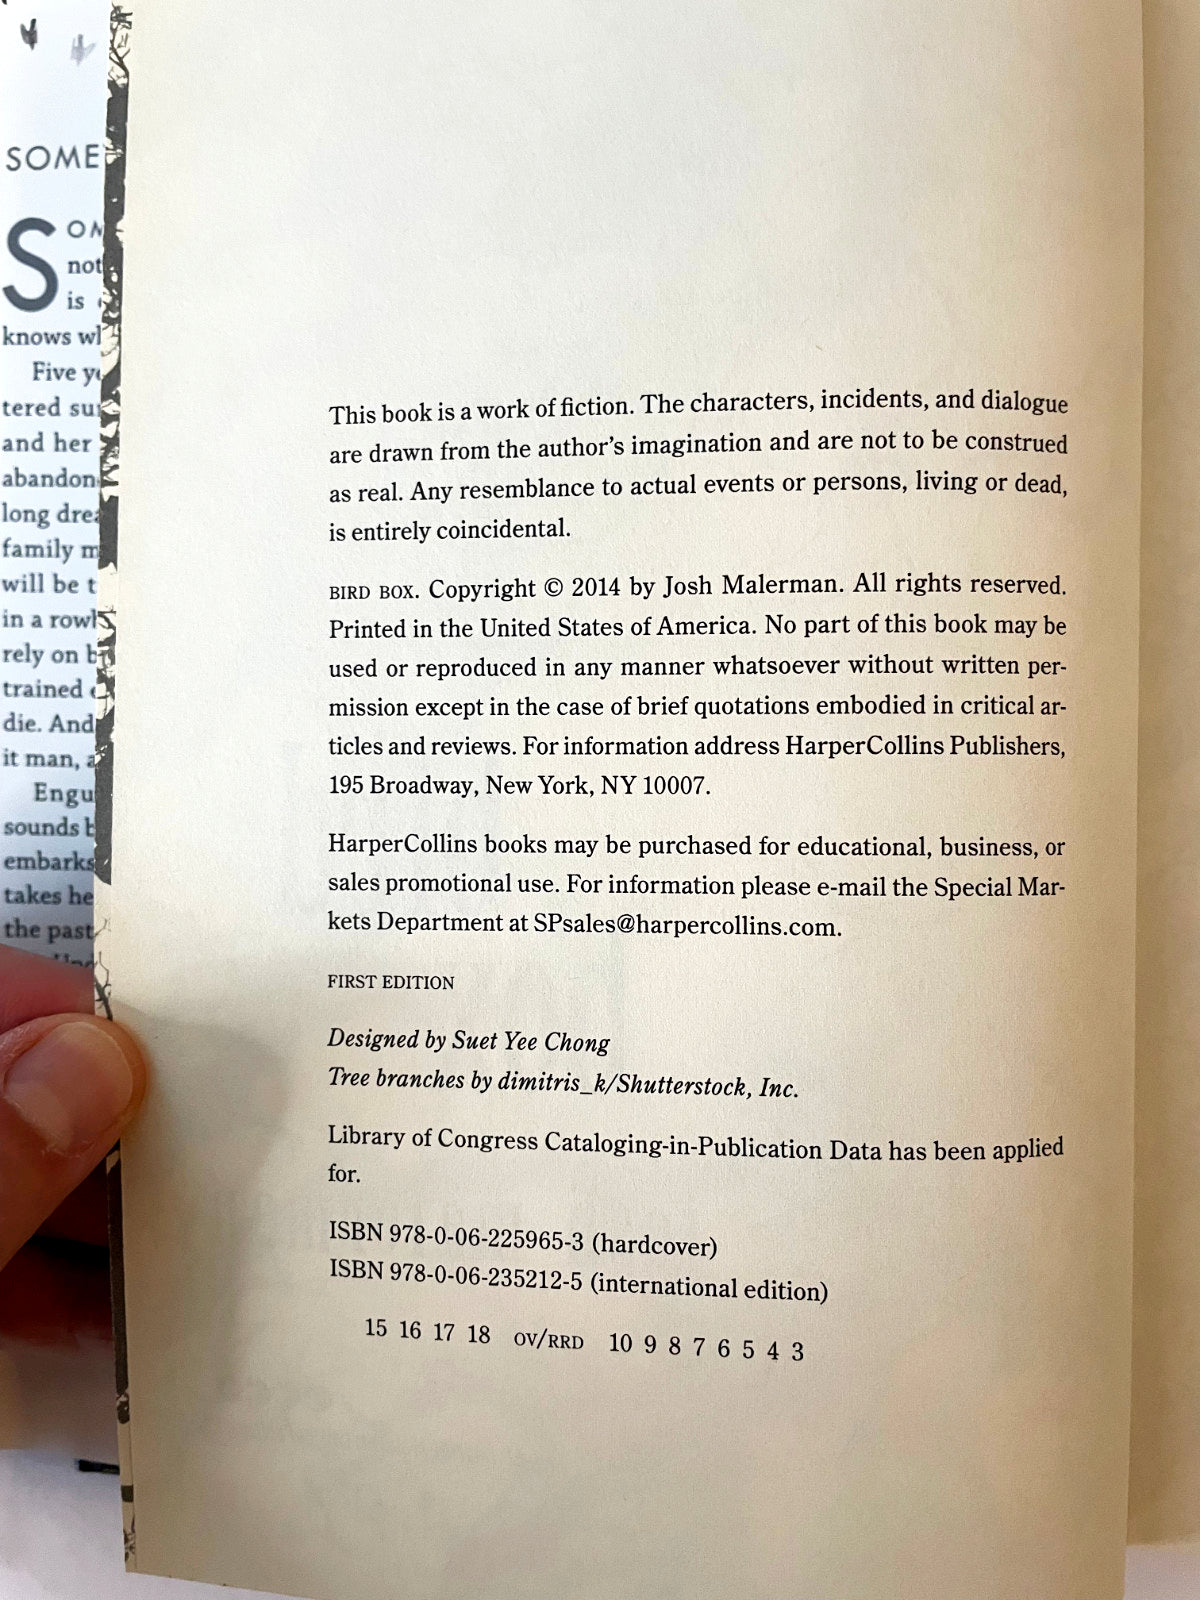 SOME
S
not
is
knows
Five
tered
and her
abandon
long
family
will be
in a
rely on
trained
die. And
it man,
sounds
embarks
takes
the past
This book is a work of fiction. The characters, incidents, and dialogue
are drawn from the author's imagination and are not to be construed
as real. Any resemblance to actual events or persons, living or dead,
is entirely coincidental.
BIRD BOX. Copyright © 2014 by Josh Malerman. All rights reserved.
Printed in the United States of America. No part of this book may be
used or reproduced in any manner whatsoever without written per-
mission except in the case of brief quotations embodied in critical ar-
ticles and reviews. For information address HarperCollins Publishers,
195 Broadway, New York, NY 10007.
HarperCollins books may be purchased for educational, business, or
sales promotional use. For information please e-mail the Special Mar-
kets Department at SPsales@harpercollins.com.
FIRST EDITION
Designed by Suet Yee Chong
Tree branches by dimitris_k/Shutterstock, Inc.
Library of Congress Cataloging-in-Publication Data has been applied
for.
ISBN 978-0-06-225965-3 (hardcover)
ISBN 978-0-06-235212-5 (international edition)
15 16 17 18 OV/RRD 10 9 8 7 6 5 4 3